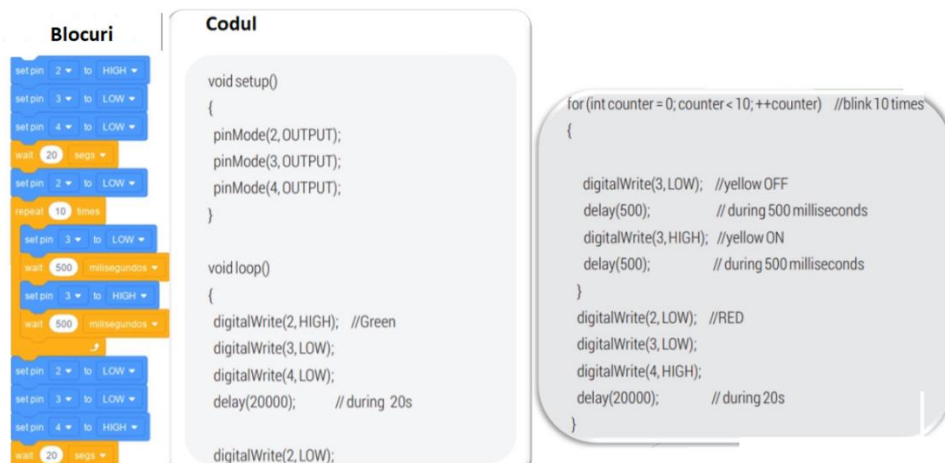 Blocuri
set pin 2 to HIGH
set pin 3 to LOW
set pin 4 to LOW
wait 20 segs
set pin 2 to LOW
repeat 10 times
set pin 3 to LOW
wait 500 milisegundos
set pin 3 to HIGH
wait 500 milisegundos
set pin 2 to LOW
set pin 3 to LOW
set pin 4 to HIGH
wait 20 segs
Codul
void setup()
{
pinMode(2, OUTPUT);
pinMode(3, OUTPUT);
pinMode(4, OUTPUT);
}
void loop()
{
digitalWrite(2, HIGH); //Green
digitalWrite(3, LOW);
digitalWrite(4, LOW);
delay(20000); // during 20s
digitalWrite(2, LOW);
for (int counter = 0; counter < 10; ++counter) //blink 10 times
{
digitalWrite(3, LOW); //yellow OFF
delay(500); // during 500 milliseconds
digitalWrite(3, HIGH); //yellow ON
delay(500); // during 500 milliseconds
}
digitalWrite(2, LOW); //RED
digitalWrite(3, LOW);
digitalWrite(4, HIGH);
delay(20000); // during 20s
}